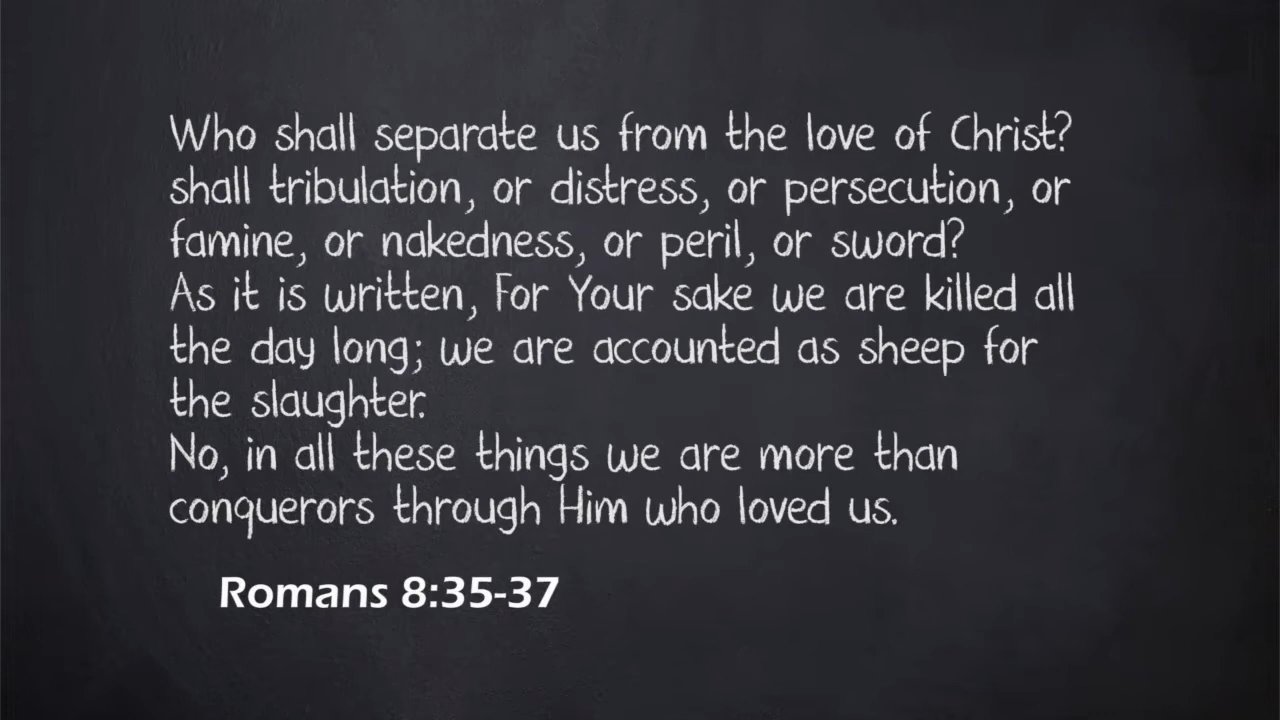 Who shall separate us from the love of Christ?
shall tribulation, or distress, or persecution, or
famine, or nakedness, or peril, or sword?
As it is written, For Your sake we are killed all
the day long; we are accounted as sheep for
the slaughter.
No, in all these things we are more than
conquerors through Him who loved us.
Romans 8:35-37